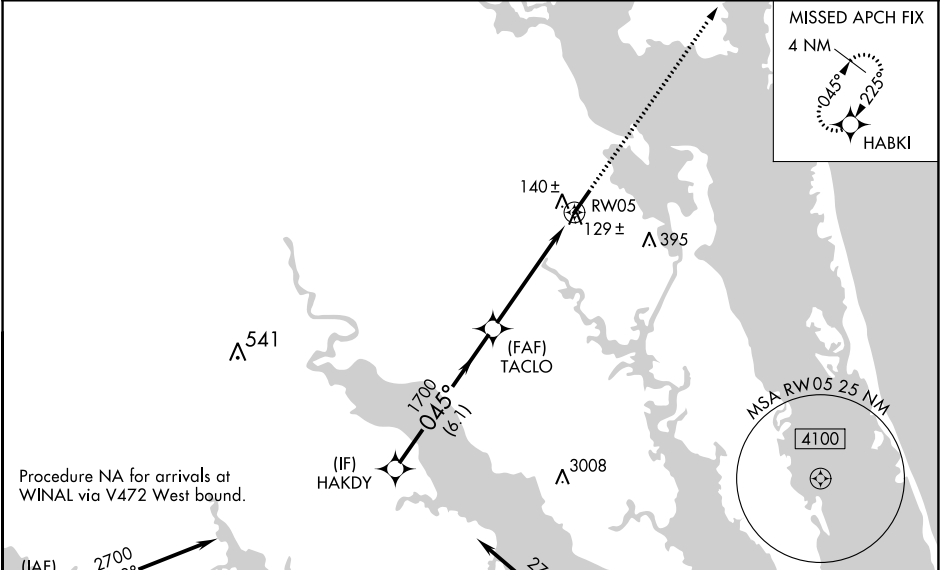 MISSED APCH FIX
4 NM
045°
225°
HABKI
140 ±
RW05
129 ±
395
541
(FAF)
TACLO
1700
045°
(6.1)
(IF)
HAKDY
3008
MSA RW05 25 NM
4100
Procedure NA for arrivals at
WINAL via V472 West bound.
(IAF)
2700